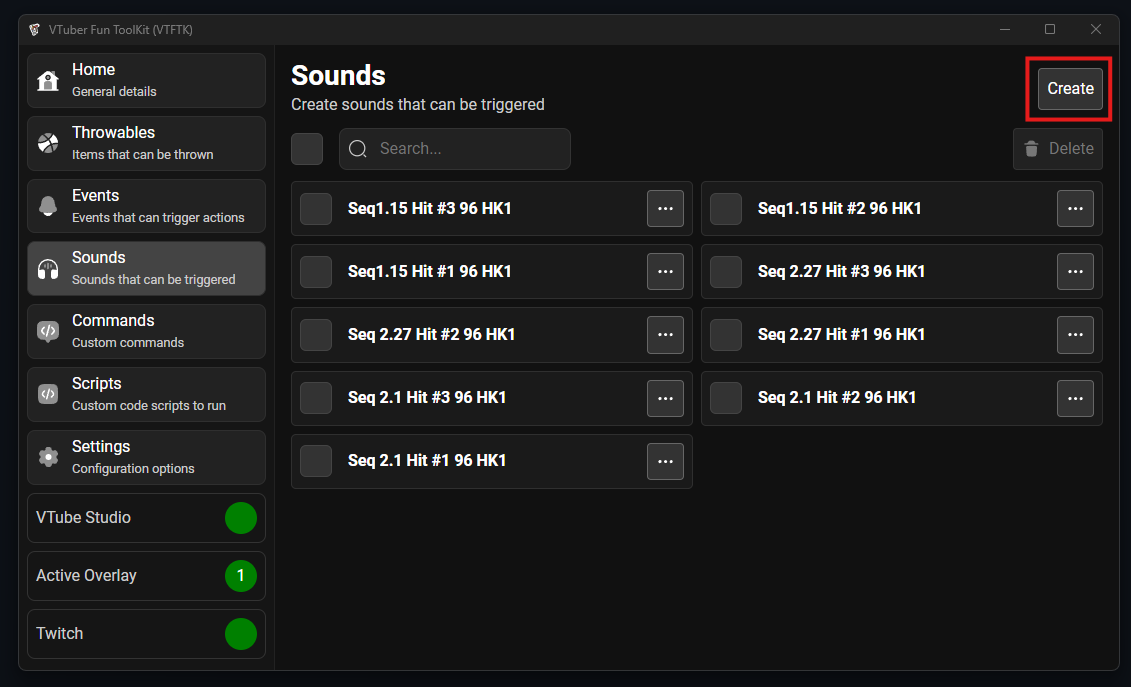 VTuber Fun ToolKit (VTFTK)
Home
General details
Throwables
Items that can be thrown
Events
Events that can trigger actions
Sounds
Sounds that can be triggered
Commands
Custom commands
Scripts
Custom code scripts to run
Settings
Configuration options
VTube Studio
Active Overlay 1
Twitch
Sounds
Create sounds that can be triggered
Create
Search...
Delete
Seq1.15 Hit #3 96 HK1
Seq1.15 Hit #2 96 HK1
Seq1.15 Hit #1 96 HK1
Seq 2.27 Hit #3 96 HK1
Seq 2.27 Hit #2 96 HK1
Seq 2.27 Hit #1 96 HK1
Seq 2.1 Hit #3 96 HK1
Seq 2.1 Hit #2 96 HK1
Seq 2.1 Hit #1 96 HK1